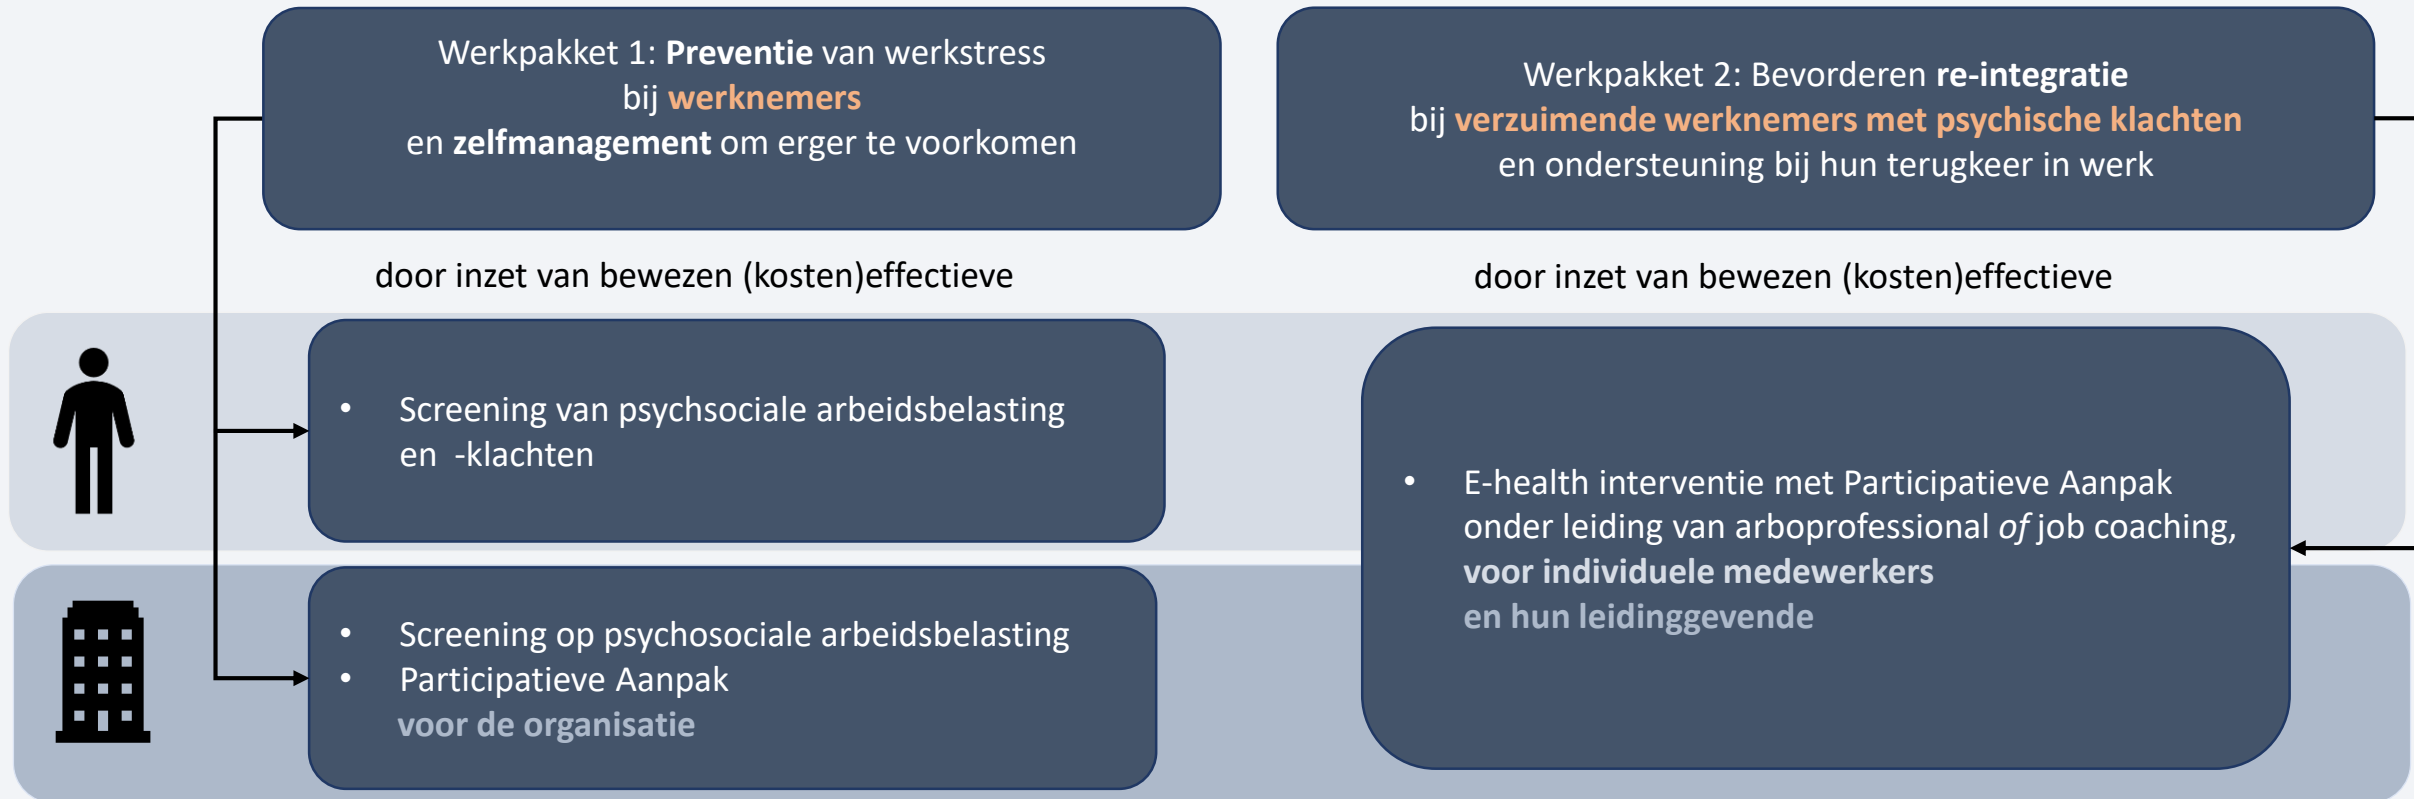 Werkpakket 1: Preventie van werkstress
bij werknemers
en zelfmanagement om erger te voorkomen
Werkpakket 2: Bevorderen re-integratie
bij verzuimende werknemers met psychische klachten
en ondersteuning bij hun terugkeer in werk
door inzet van bewezen (kosten)effectieve
door inzet van bewezen (kosten)effectieve
• Screening van psychsociale arbeidsbelasting
en -klachten
• Screening op psychosociale arbeidsbelasting
• Participatieve Aanpak
voor de organisatie
• E-health interventie met Participatieve Aanpak
onder leiding van arboprofessional of job coaching,
voor individuele medewerkers
en hun leidinggevende